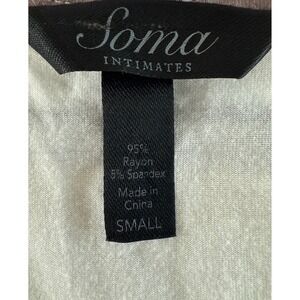 Soma
INTIMATES
95%
Rayon
5% Spandex
Made in
China
SMALL